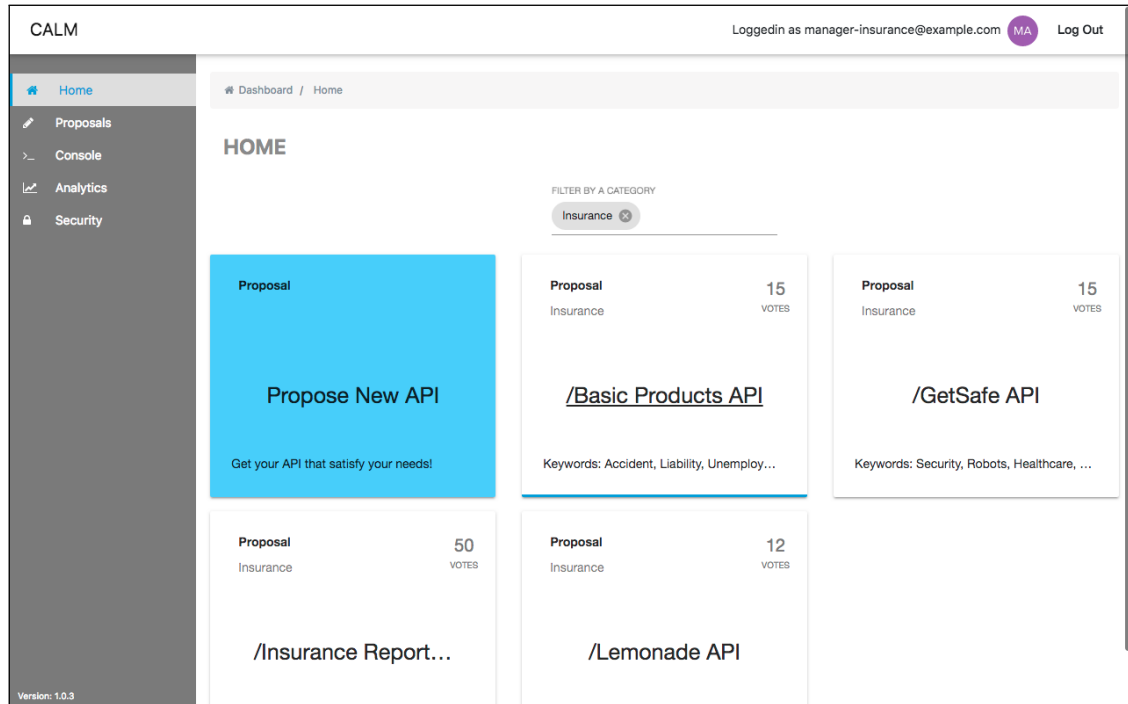 CALM
Loggedin as manager-insurance@example.com MA Log Out
Home
Proposals
>_ Console
Analytics
Security
Version: 1.0.3
Dashboard / Home
HOME
FILTER BY A CATEGORY
Insurance
Proposal
Propose New API
Get your API that satisfy your needs!
Proposal 15
Insurance VOTES
/Basic Products API
Keywords: Accident, Liability, Unemploy…
Proposal 15
Insurance VOTES
/GetSafe API
Keywords: Security, Robots, Healthcare, …
Proposal 50
Insurance VOTES
/Insurance Report…
Proposal 12
Insurance VOTES
/Lemonade API